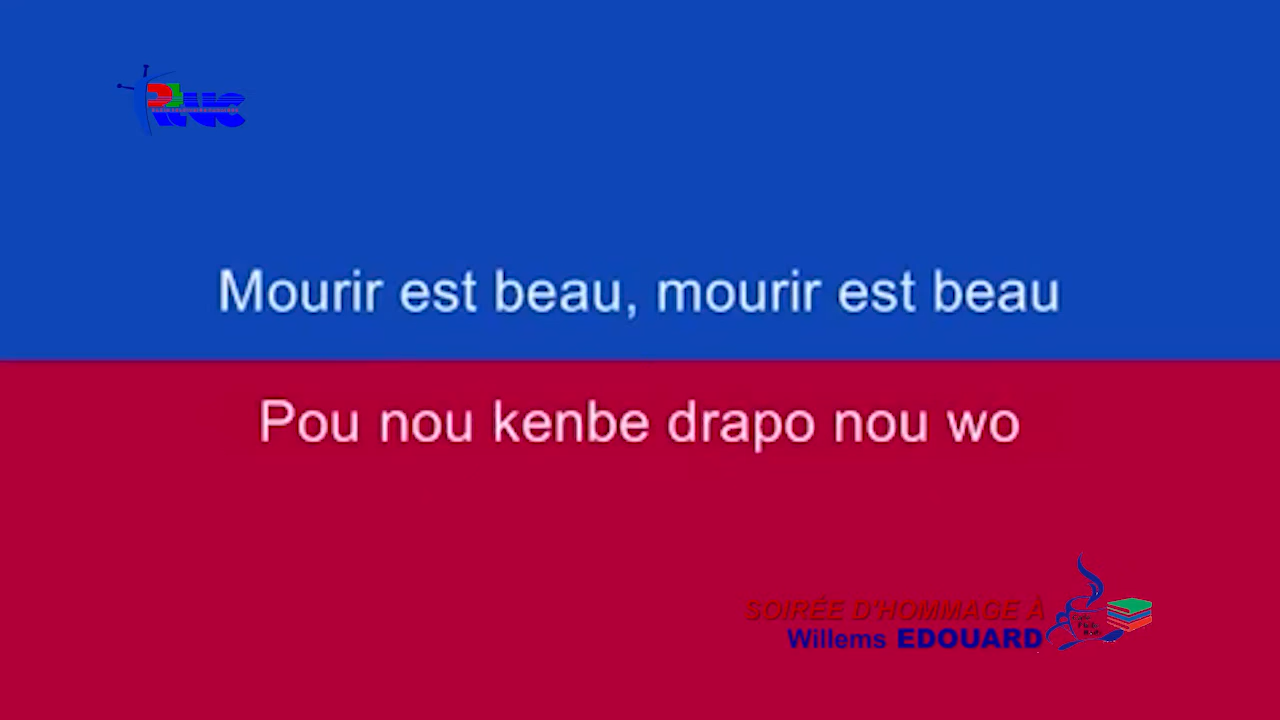 Mourir est beau, mourir est beau
Pou nou kenbe drapo nou wo
SOIRÉE D'HOMMAGE À
Willems EDOUARD